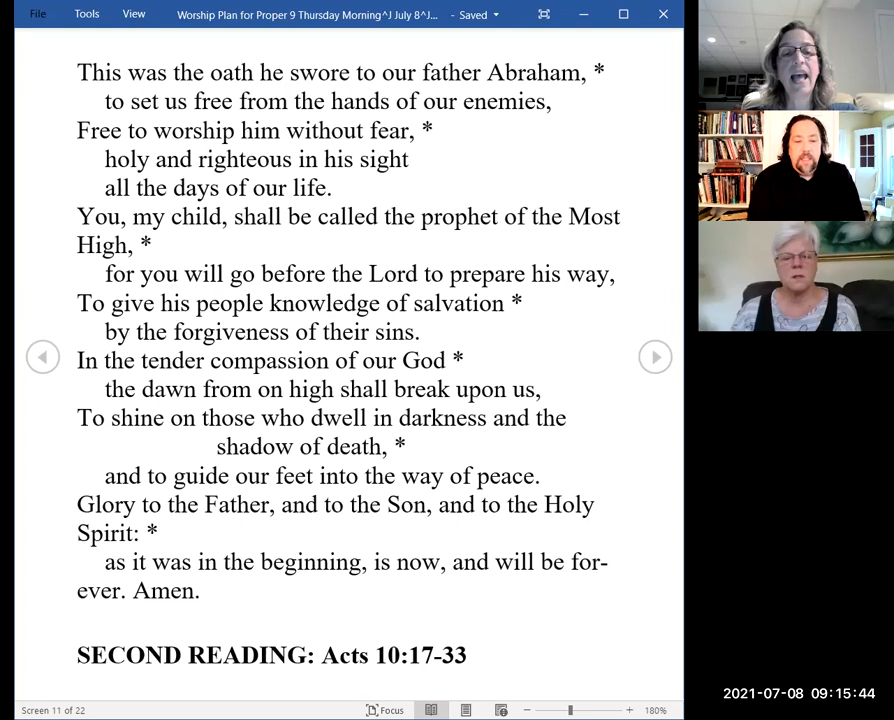 File Tools View Worship Plan for Proper 9 Thursday Morning^J July 8^J... - Saved
This was the oath he swore to our father Abraham, *
to set us free from the hands of our enemies,
Free to worship him without fear, *
holy and righteous in his sight
all the days of our life.
You, my child, shall be called the prophet of the Most
High, *
for you will go before the Lord to prepare his way,
To give his people knowledge of salvation *
by the forgiveness of their sins.
In the tender compassion of our God *
the dawn from on high shall break upon us,
To shine on those who dwell in darkness and the
shadow of death, *
and to guide our feet into the way of peace.
Glory to the Father, and to the Son, and to the Holy
Spirit: *
as it was in the beginning, is now, and will be for-
ever. Amen.
SECOND READING: Acts 10:17-33
2021-07-08 09:15:44
Screen 11 of 22 Focus 180%